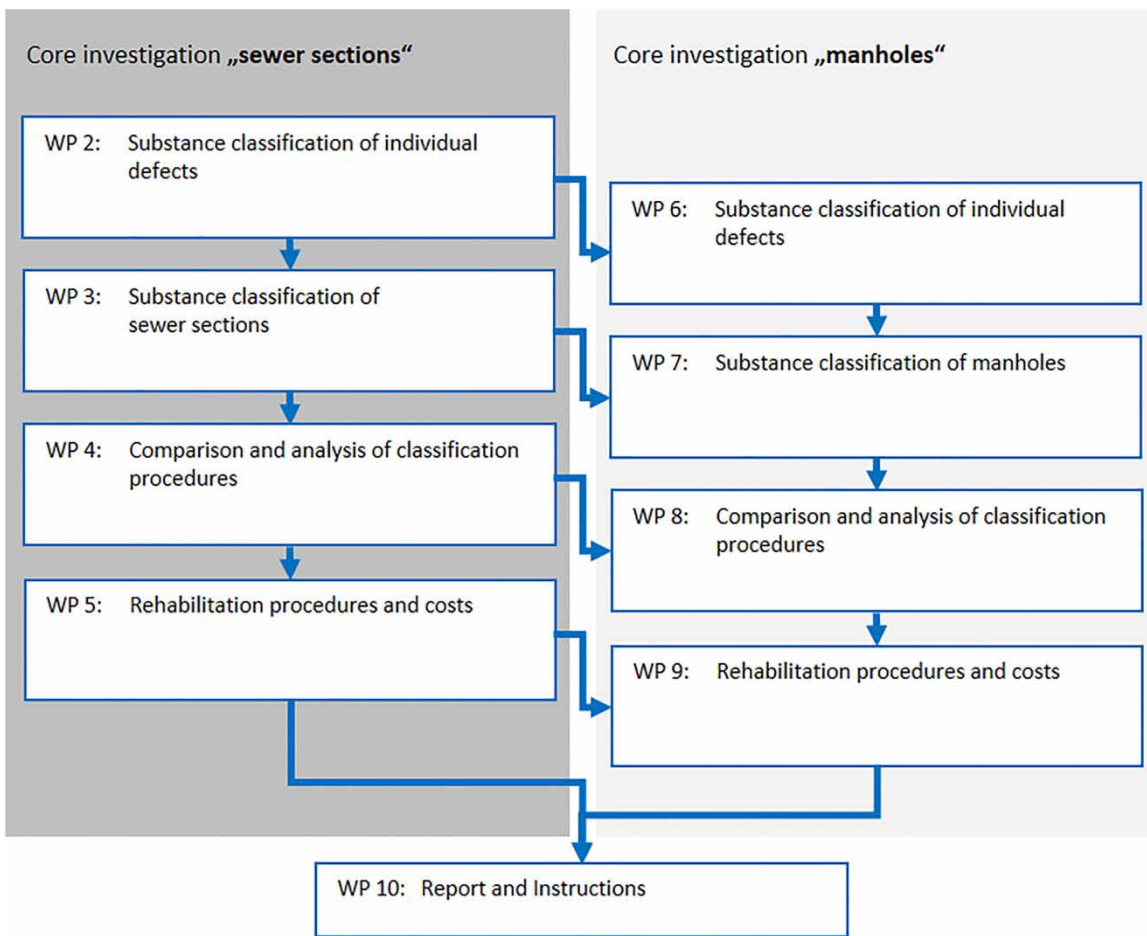 Core investigation „sewer sections“
WP 2: Substance classification of individual
defects
WP 3: Substance classification of
sewer sections
WP 4: Comparison and analysis of classification
procedures
WP 5: Rehabilitation procedures and costs
Core investigation „manholes“
WP 6: Substance classification of individual
defects
WP 7: Substance classification of manholes
WP 8: Comparison and analysis of classification
procedures
WP 9: Rehabilitation procedures and costs
WP 10: Report and Instructions